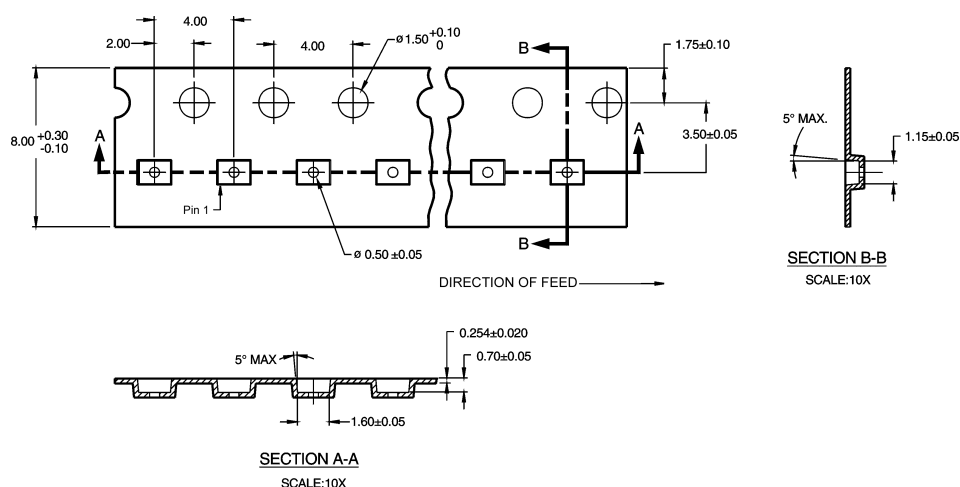 4.00
2.00
4.00
ø 1.50 +0.10
0
B
1.75±0.10
8.00 +0.30
-0.10
A
A
3.50±0.05
5° MAX.
1.15±0.05
Pin 1
B
ø 0.50 ±0.05
SECTION B-B
SCALE:10X
DIRECTION OF FEED
0.254±0.020
5° MAX
0.70±0.05
1.60±0.05
SECTION A-A
SCALE:10X